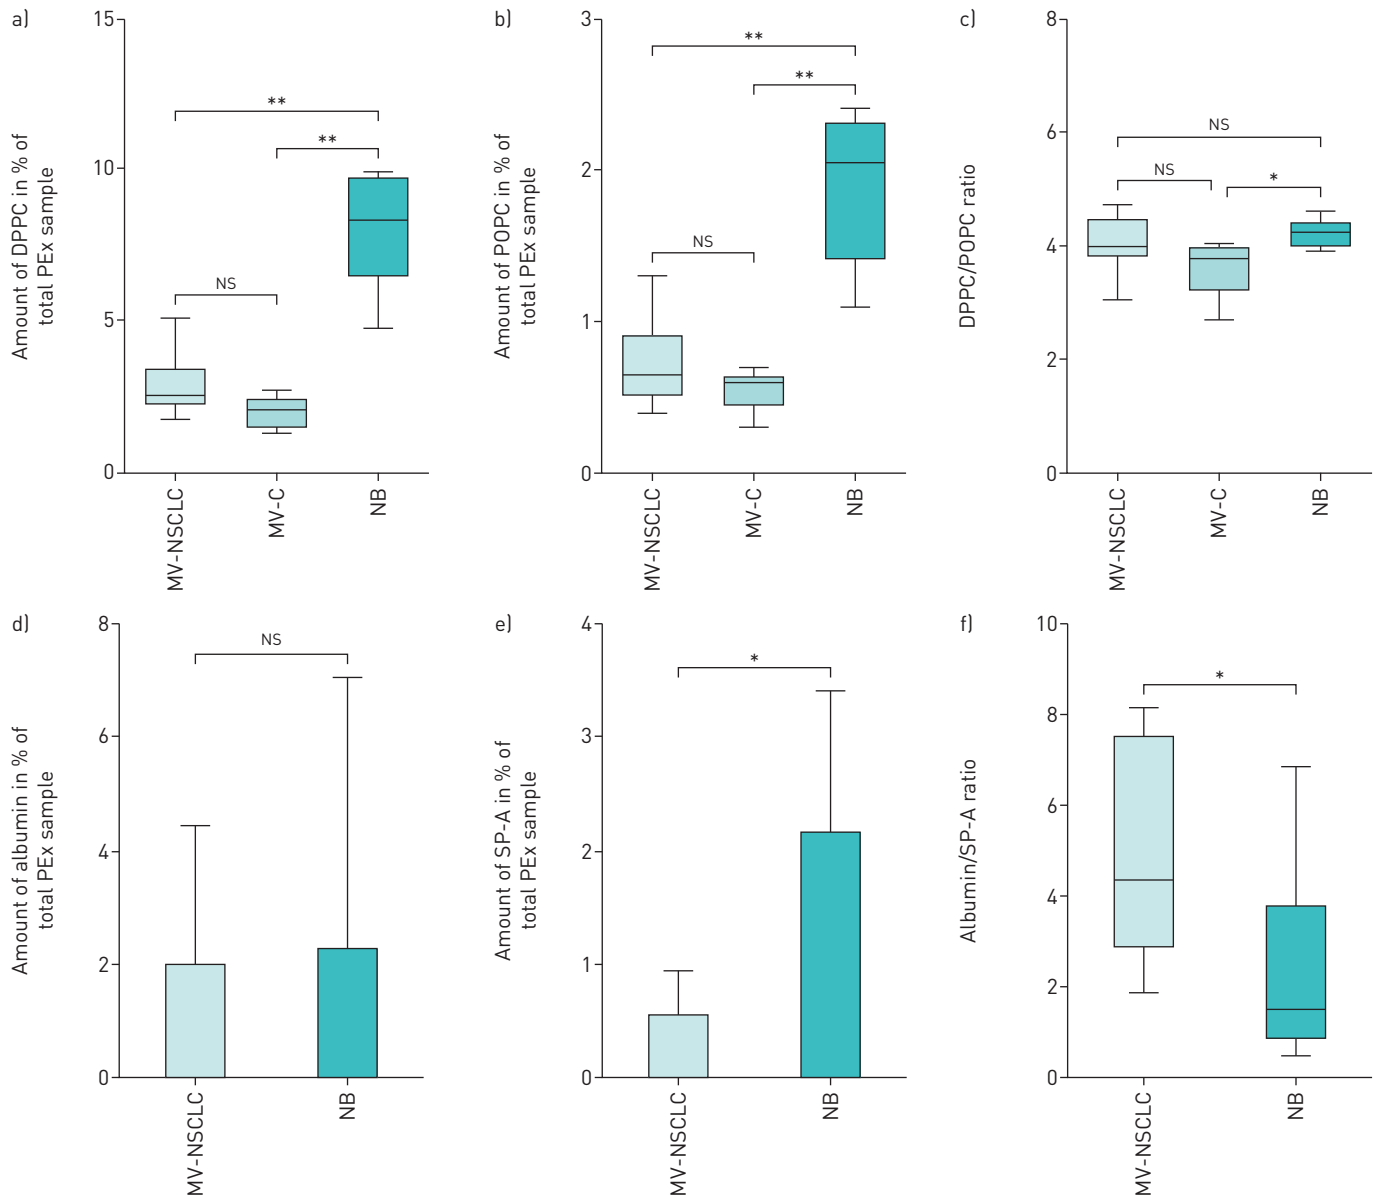 a)
Amount of DPPC in % of
total PEx sample
15
10
5
0
**
**
NS
MV-NSCLC
MV-C
NB
b)
Amount of POPC in % of
total PEx sample
3
2
1
0
**
**
NS
MV-NSCLC
MV-C
NB
c)
DPPC/POPC ratio
8
6
4
2
0
NS
NS
*
MV-NSCLC
MV-C
NB
d)
Amount of albumin in % of
total PEx sample
8
6
4
2
0
NS
MV-NSCLC
NB
e)
Amount of SP-A in % of
total PEx sample
4
3
2
1
0
*
MV-NSCLC
NB
f)
Albumin/SP-A ratio
10
8
6
4
2
0
*
MV-NSCLC
NB